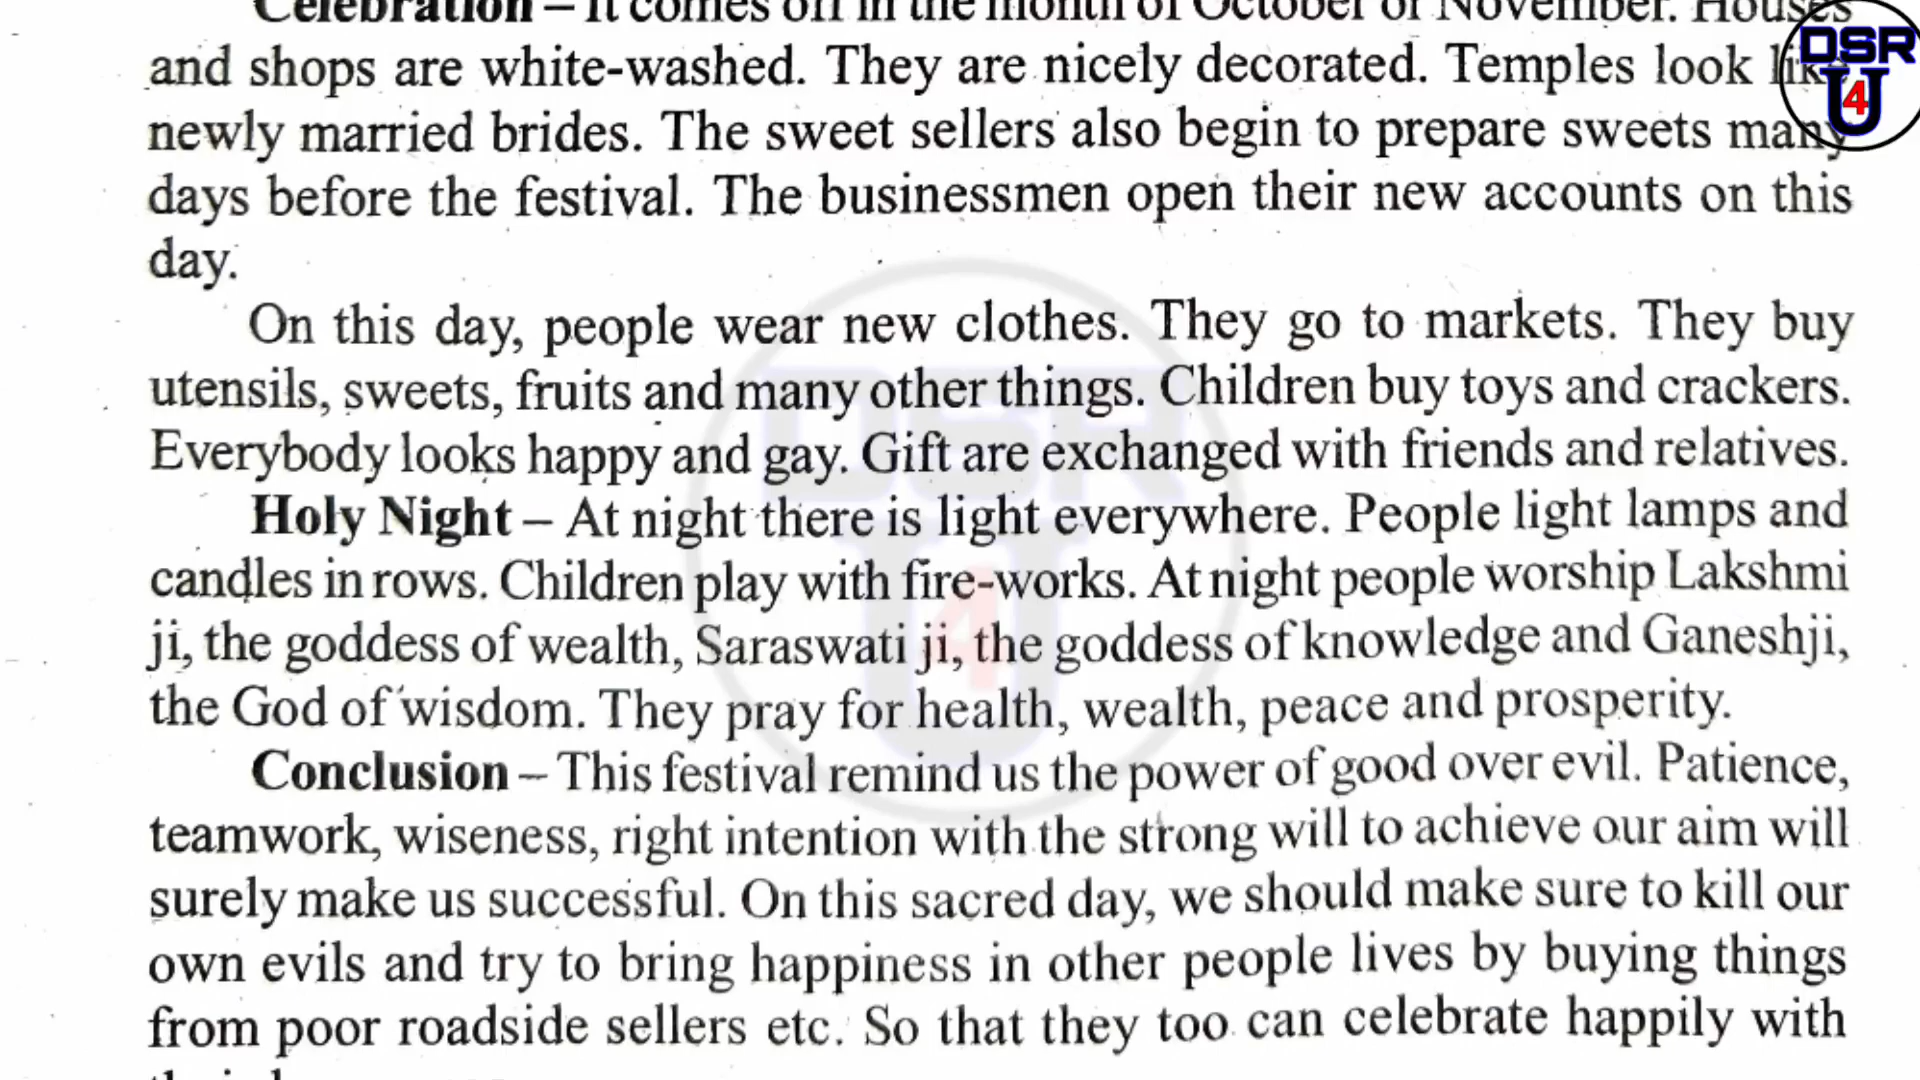 Celebration – It comes off in the month of October or November. Houses
and shops are white-washed. They are nicely decorated. Temples look like
newly married brides. The sweet sellers also begin to prepare sweets many
days before the festival. The businessmen open their new accounts on this
day.
On this day, people wear new clothes. They go to markets. They buy
utensils, sweets, fruits and many other things. Children buy toys and crackers.
Everybody looks happy and gay. Gift are exchanged with friends and relatives.
Holy Night – At night there is light everywhere. People light lamps and
candles in rows. Children play with fire-works. At night people worship Lakshmi
ji, the goddess of wealth, Saraswati ji, the goddess of knowledge and Ganeshji,
the God of wisdom. They pray for health, wealth, peace and prosperity.
Conclusion – This festival remind us the power of good over evil. Patience,
teamwork, wiseness, right intention with the strong will to achieve our aim will
surely make us successful. On this sacred day, we should make sure to kill our
own evils and try to bring happiness in other people lives by buying things
from poor roadside sellers etc. So that they too can celebrate happily with
DSR
U
4
DSR
U
4